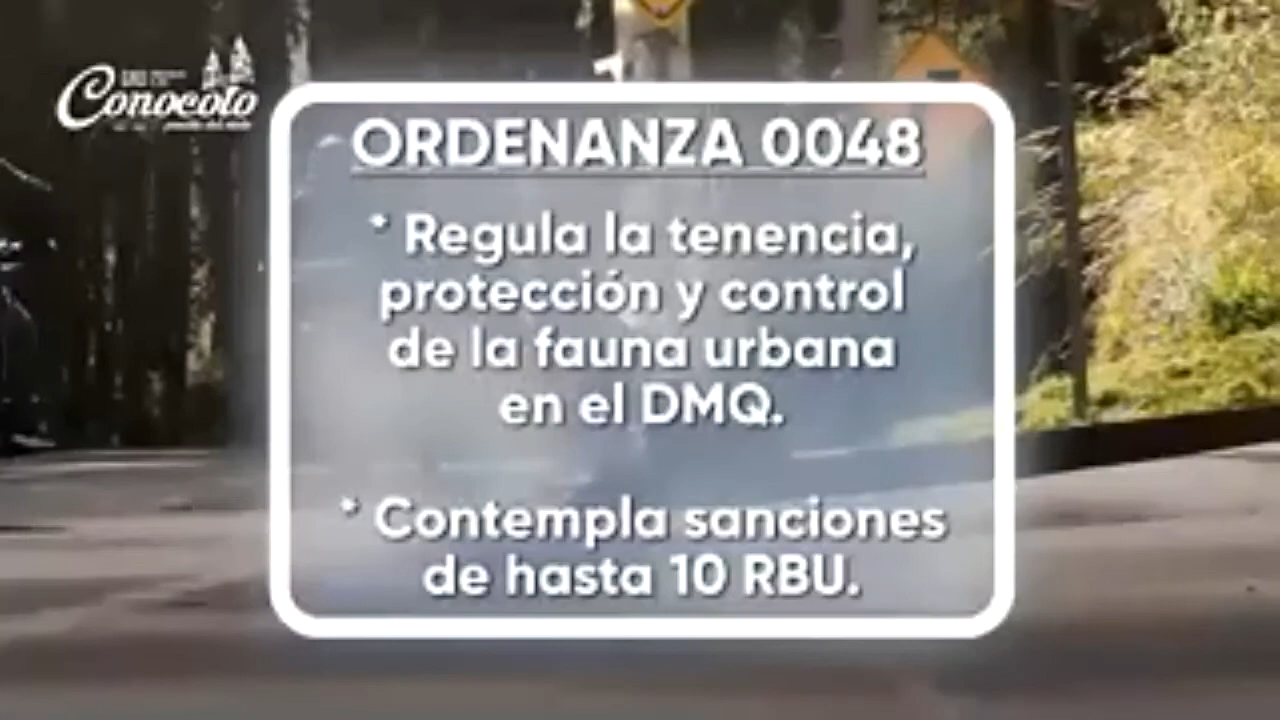 Conocoto
ORDENANZA 0048
* Regula la tenencia,
protección y control
de la fauna urbana
en el DMQ.
* Contempla sanciones
de hasta 10 RBU.